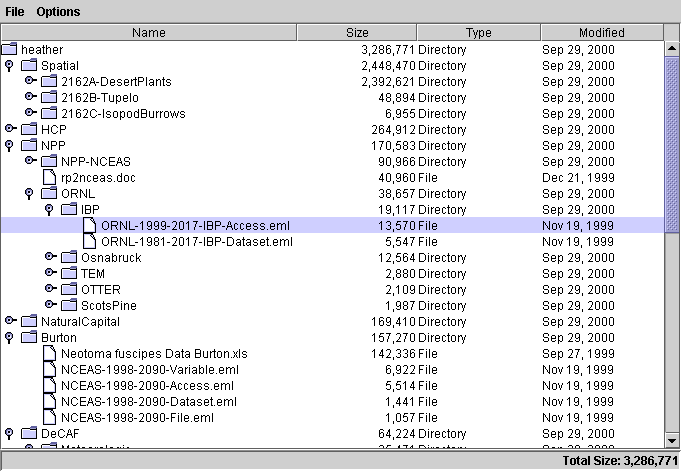 File Options
Name Size Type Modified
heather 3,286,771 Directory Sep 29, 2000
Spatial 2,448,470 Directory Sep 29, 2000
2162A-DesertPlants 2,392,621 Directory Sep 29, 2000
2162B-Tupelo 48,894 Directory Sep 29, 2000
2162C-IsopodBurrows 6,955 Directory Sep 29, 2000
HCP 264,912 Directory Sep 29, 2000
NPP 170,583 Directory Sep 29, 2000
NPP-NCEAS 90,966 Directory Sep 29, 2000
rp2nceas.doc 40,960 File Dec 21, 1999
ORNL 38,657 Directory Sep 29, 2000
IBP 19,117 Directory Sep 29, 2000
ORNL-1999-2017-IBP-Access.eml 13,570 File Nov 19, 1999
ORNL-1981-2017-IBP-Dataset.eml 5,547 File Nov 19, 1999
Osnabruck 12,564 Directory Sep 29, 2000
TEM 2,880 Directory Sep 29, 2000
OTTER 2,109 Directory Sep 29, 2000
ScotsPine 1,987 Directory Sep 29, 2000
NaturalCapital 169,410 Directory Sep 29, 2000
Burton 157,270 Directory Sep 29, 2000
Neotoma fuscipes Data Burton.xls 142,336 File Sep 27, 1999
NCEAS-1998-2090-Variable.eml 6,922 File Nov 19, 1999
NCEAS-1998-2090-Access.eml 5,514 File Nov 19, 1999
NCEAS-1998-2090-Dataset.eml 1,441 File Nov 19, 1999
NCEAS-1998-2090-File.eml 1,057 File Nov 19, 1999
DeCAF 64,224 Directory Sep 29, 2000
Total Size: 3,286,771